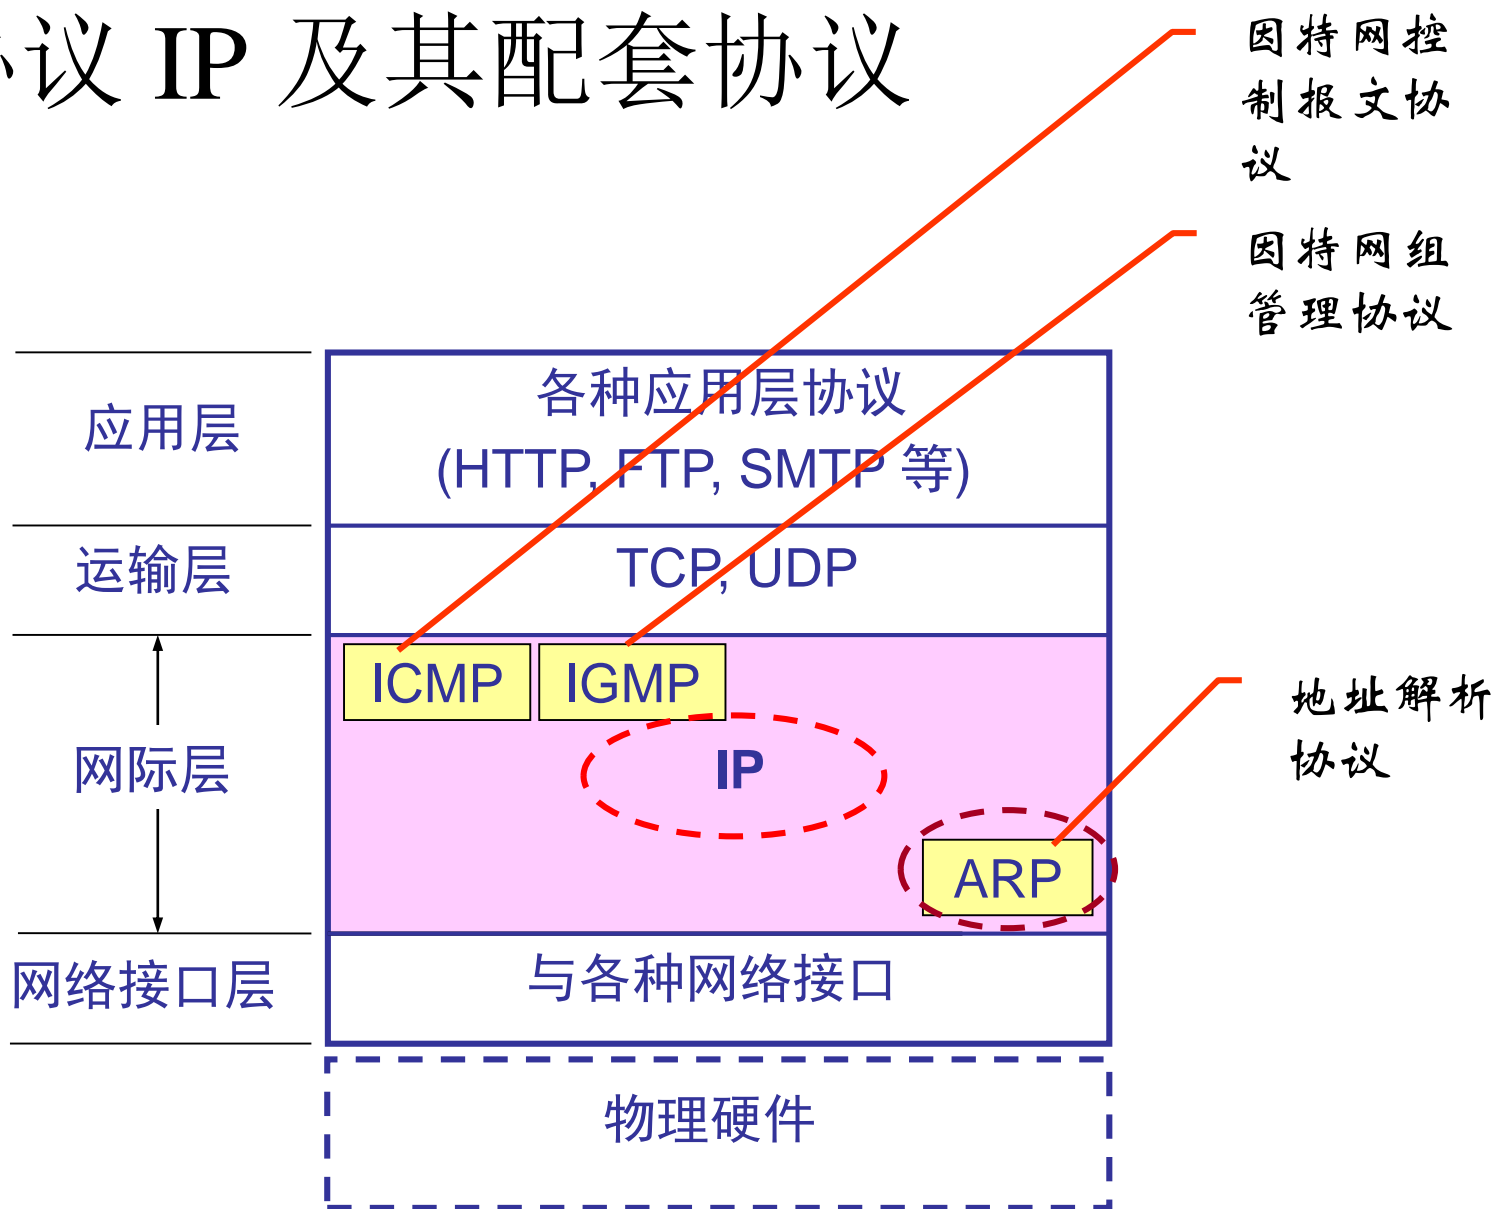 协议 IP 及其配套协议
因特网控
制报文协
议
因特网组
管理协议
各种应用层协议
应用层
(HTTP, FTP, SMTP 等)
运输层
TCP, UDP
ICMP
IGMP
地址解析
协议
网际层
IP
ARP
网络接口层
与各种网络接口
物理硬件